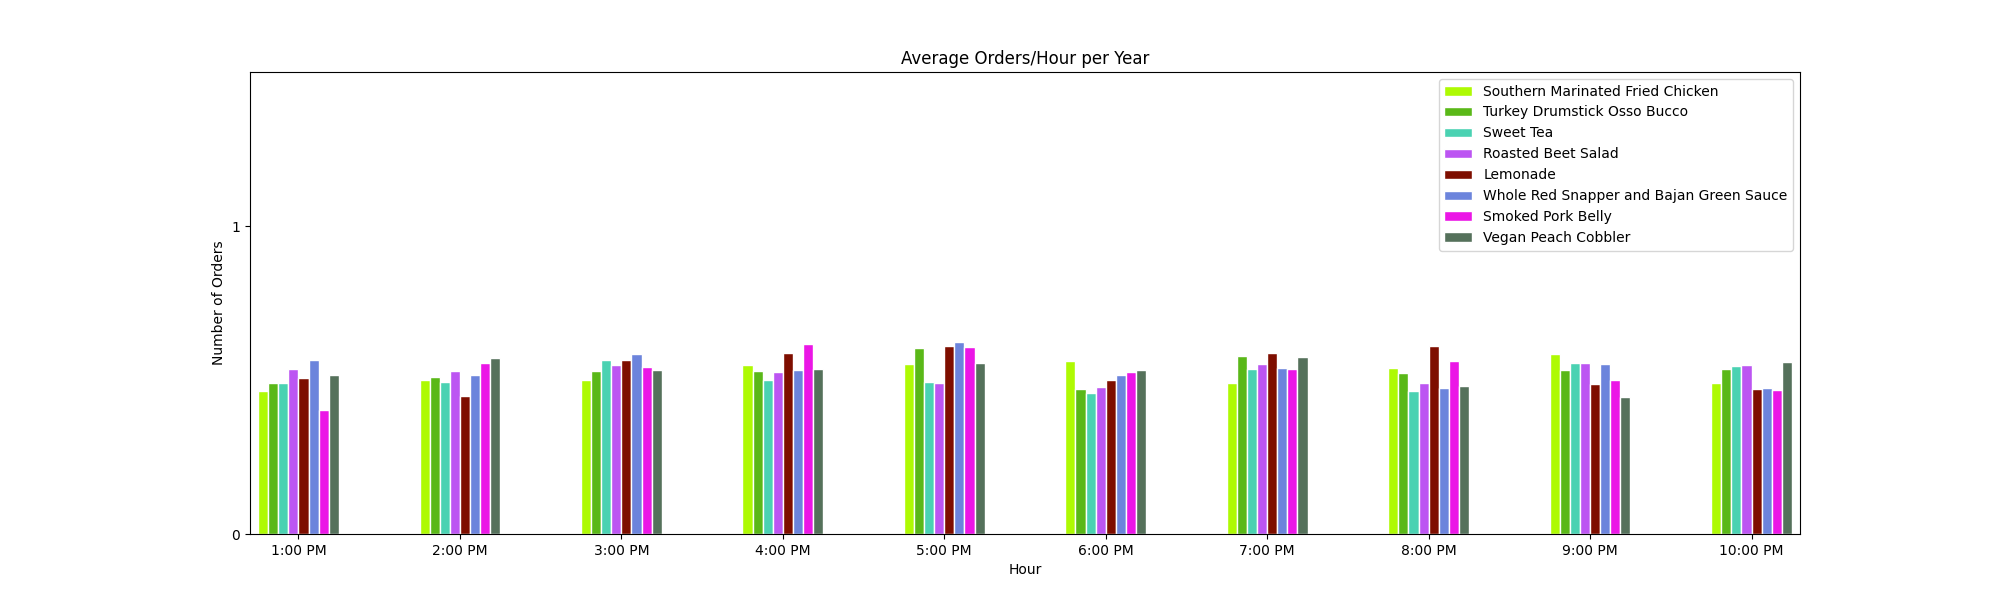 Average Orders/Hour per Year
Southern Marinated Fried Chicken
Turkey Drumstick Osso Bucco
Sweet Tea
Roasted Beet Salad
Lemonade
Whole Red Snapper and Bajan Green Sauce
Smoked Pork Belly
Vegan Peach Cobbler
Number of Orders
1
0
1:00 PM 2:00 PM 3:00 PM 4:00 PM 5:00 PM 6:00 PM 7:00 PM 8:00 PM 9:00 PM 10:00 PM
Hour